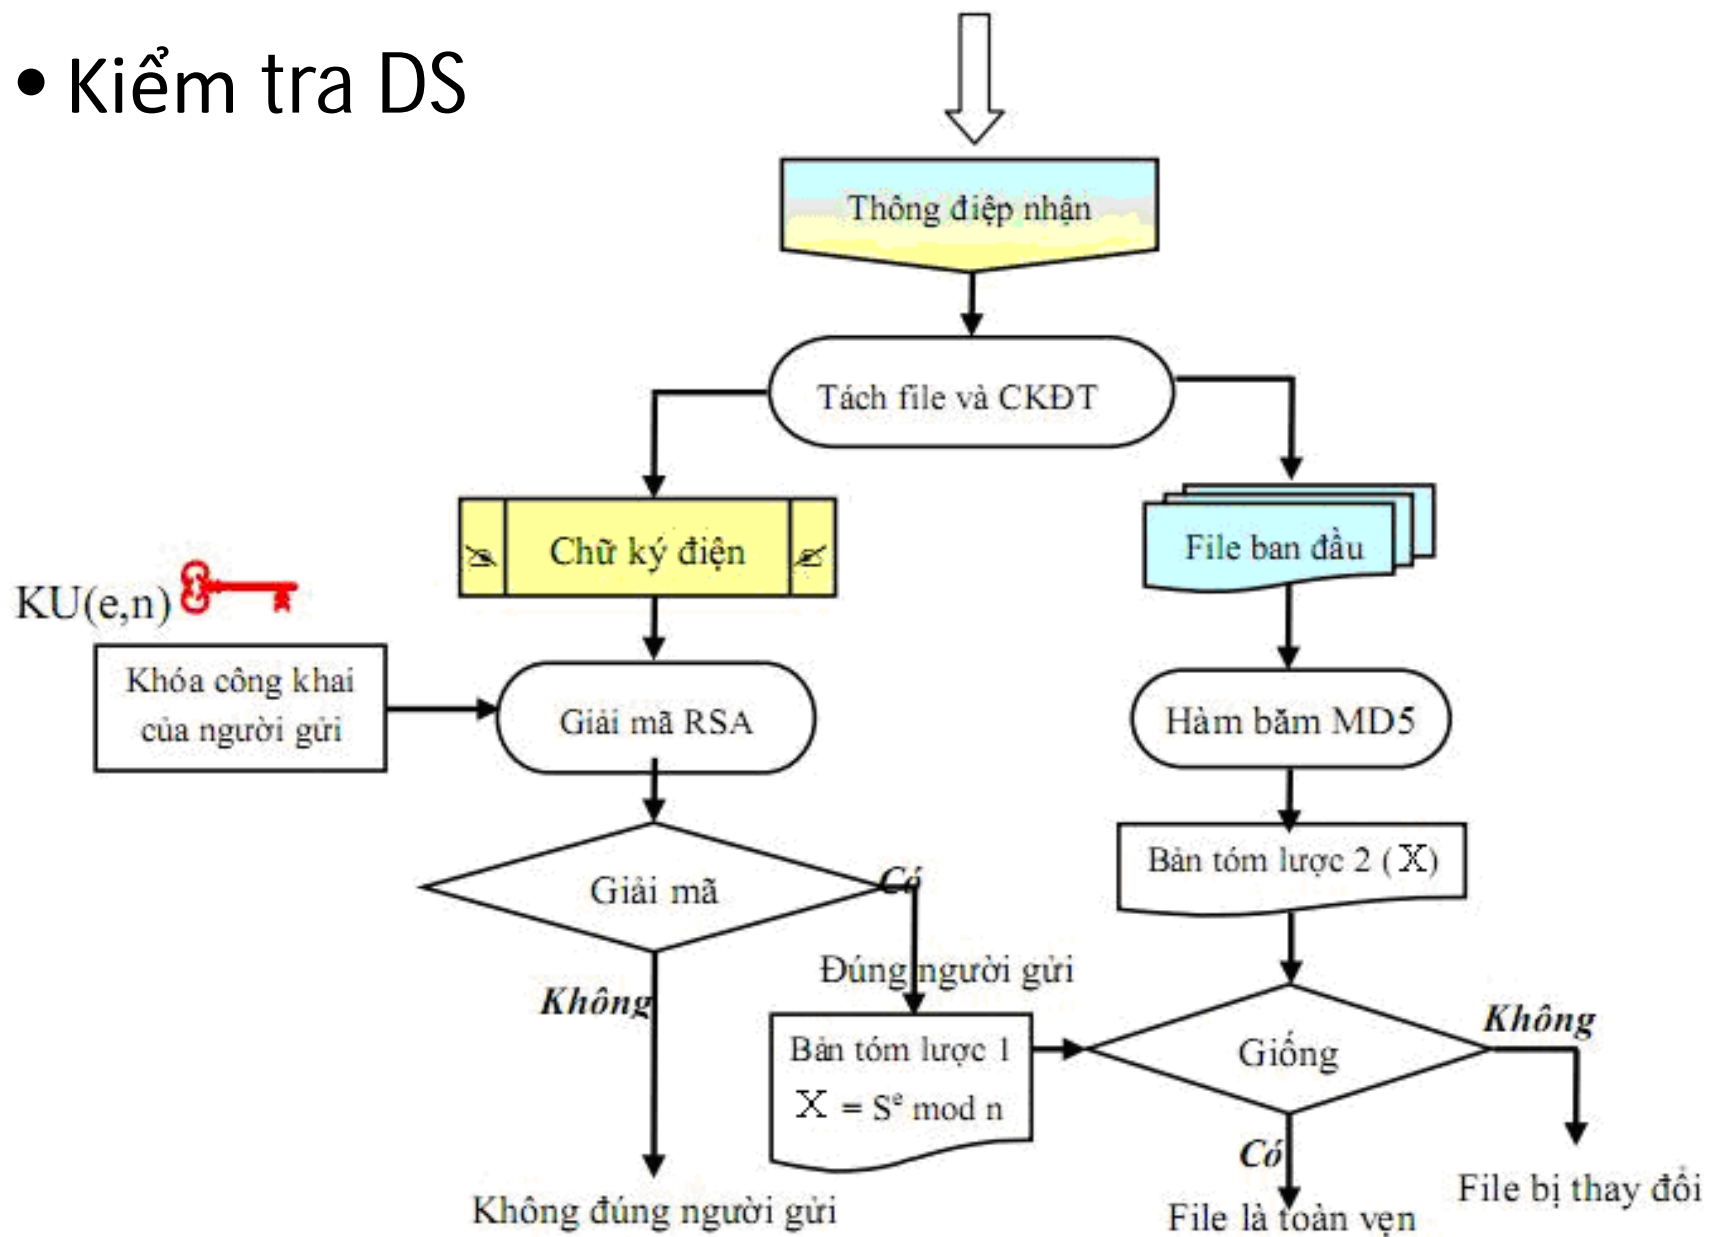 • Kiểm tra DS
Thông điệp nhận
Tách file và CKĐT
Chữ ký điện
File ban đầu
KU(e,n)
Khóa công khai
của người gửi
Giải mã RSA
Hàm băm MD5
Giải mã
Có
Bản tóm lược 2 (X)
Không
Đúng người gửi
Bản tóm lược 1
X = Sᵉ mod n
Giống
Không
Có
Không đúng người gửi
File là toàn vẹn
File bị thay đổi